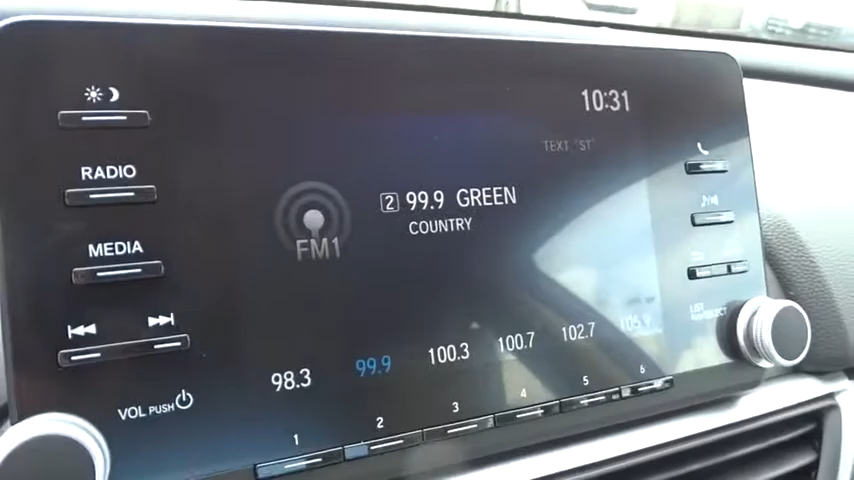 10:31
TEXT "ST"
RADIO
2 99.9 GREEN
COUNTRY
FM1
MEDIA
LIST
VOL PUSH
98.3 99.9 100.3 100.7 102.7 105.9
1 2 3 4 5 6